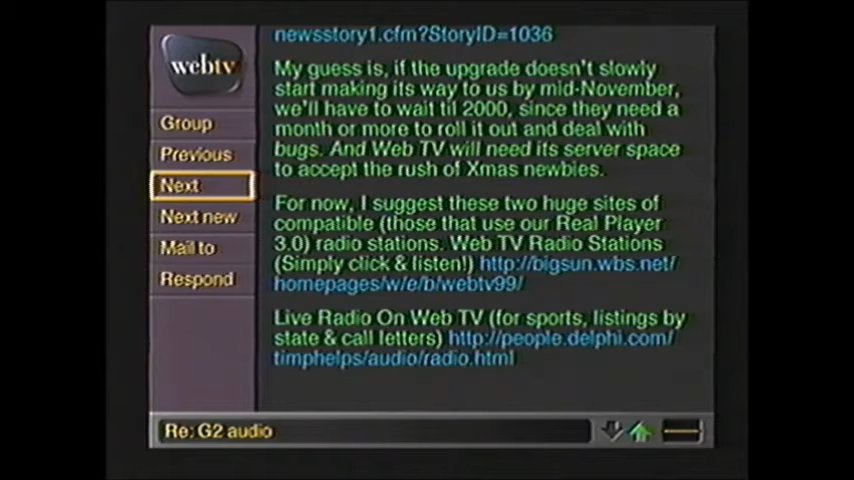 webtv
Group
Previous
Next
Next new
Mail to
Respond
newsstory1.cfm?StoryID=1036
My guess is, if the upgrade doesn't slowly
start making its way to us by mid-November,
we'll have to wait til 2000, since they need a
month or more to roll it out and deal with
bugs. And Web TV will need its server space
to accept the rush of Xmas newbies.
For now, I suggest these two huge sites of
compatible (those that use our Real Player
3.0) radio stations. Web TV Radio Stations
(Simply click & listen!) http://bigsun.wbs.net/
homepages/w/e/b/webtv99/
Live Radio On Web TV (for sports, listings by
state & call letters) http://people.delphi.com/
timphelps/audio/radio.html
Re: G2 audio